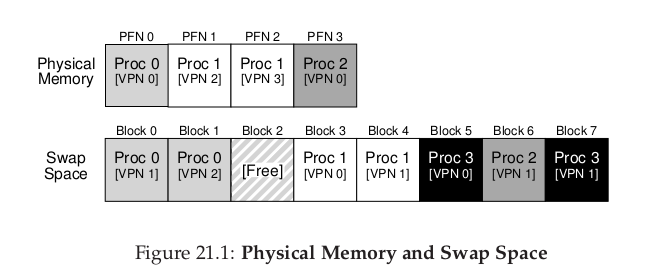 PFN 0 PFN 1 PFN 2 PFN 3
Physical Memory
Proc 0 Proc 1 Proc 1 Proc 2
[VPN 0] [VPN 2] [VPN 3] [VPN 0]
Block 0 Block 1 Block 2 Block 3 Block 4 Block 5 Block 6 Block 7
Swap Space
Proc 0 Proc 0 [Free] Proc 1 Proc 1 Proc 3 Proc 2 Proc 3
[VPN 1] [VPN 2] [VPN 0] [VPN 1] [VPN 0] [VPN 1] [VPN 1]
Figure 21.1: Physical Memory and Swap Space